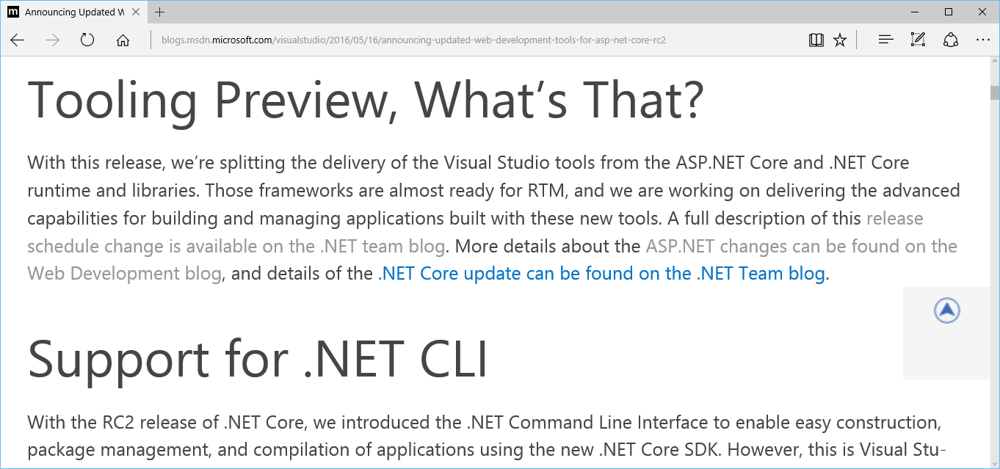 m Announcing Updated W
blogs.msdn.microsoft.com/visualstudio/2016/05/16/announcing-updated-web-development-tools-for-asp-net-core-rc2
Tooling Preview, What’s That?
With this release, we’re splitting the delivery of the Visual Studio tools from the ASP.NET Core and .NET Core
runtime and libraries. Those frameworks are almost ready for RTM, and we are working on delivering the advanced
capabilities for building and managing applications built with these new tools. A full description of this release
schedule change is available on the .NET team blog. More details about the ASP.NET changes can be found on the
Web Development blog, and details of the .NET Core update can be found on the .NET Team blog.
Support for .NET CLI
With the RC2 release of .NET Core, we introduced the .NET Command Line Interface to enable easy construction,
package management, and compilation of applications using the new .NET Core SDK. However, this is Visual Stu-